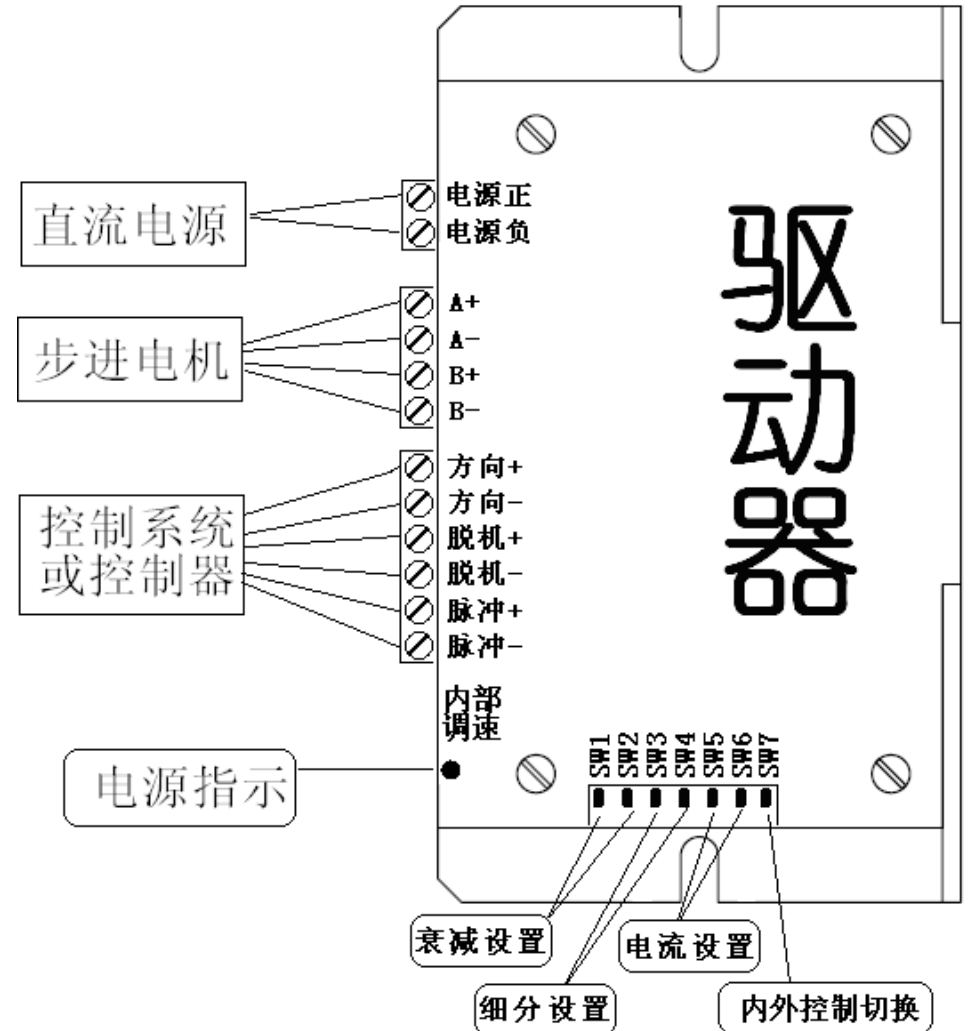 直流电源
电源正
电源负
步进电机
A+
A-
B+
B-
控制系统
或控制器
方向+
方向-
脱机+
脱机-
脉冲+
脉冲-
驱动器
内部
调速
电源指示
SW1
SW2
SW3
SW4
SW5
SW6
SW7
衰减设置
电流设置
细分设置
内外控制切换